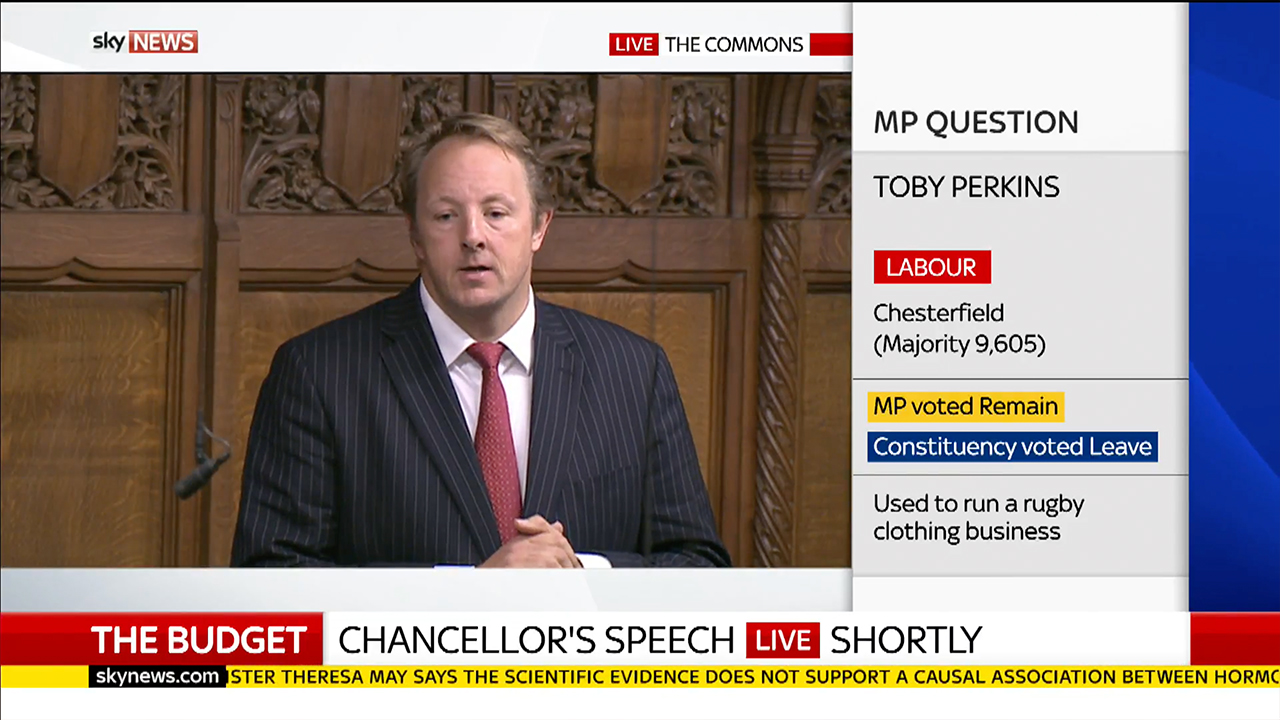 sky NEWS
LIVE THE COMMONS
MP QUESTION
TOBY PERKINS
LABOUR
Chesterfield
(Majority 9,605)
MP voted Remain
Constituency voted Leave
Used to run a rugby
clothing business
THE BUDGET CHANCELLOR'S SPEECH LIVE SHORTLY
skynews.com STER THERESA MAY SAYS THE SCIENTIFIC EVIDENCE DOES NOT SUPPORT A CAUSAL ASSOCIATION BETWEEN HORMO